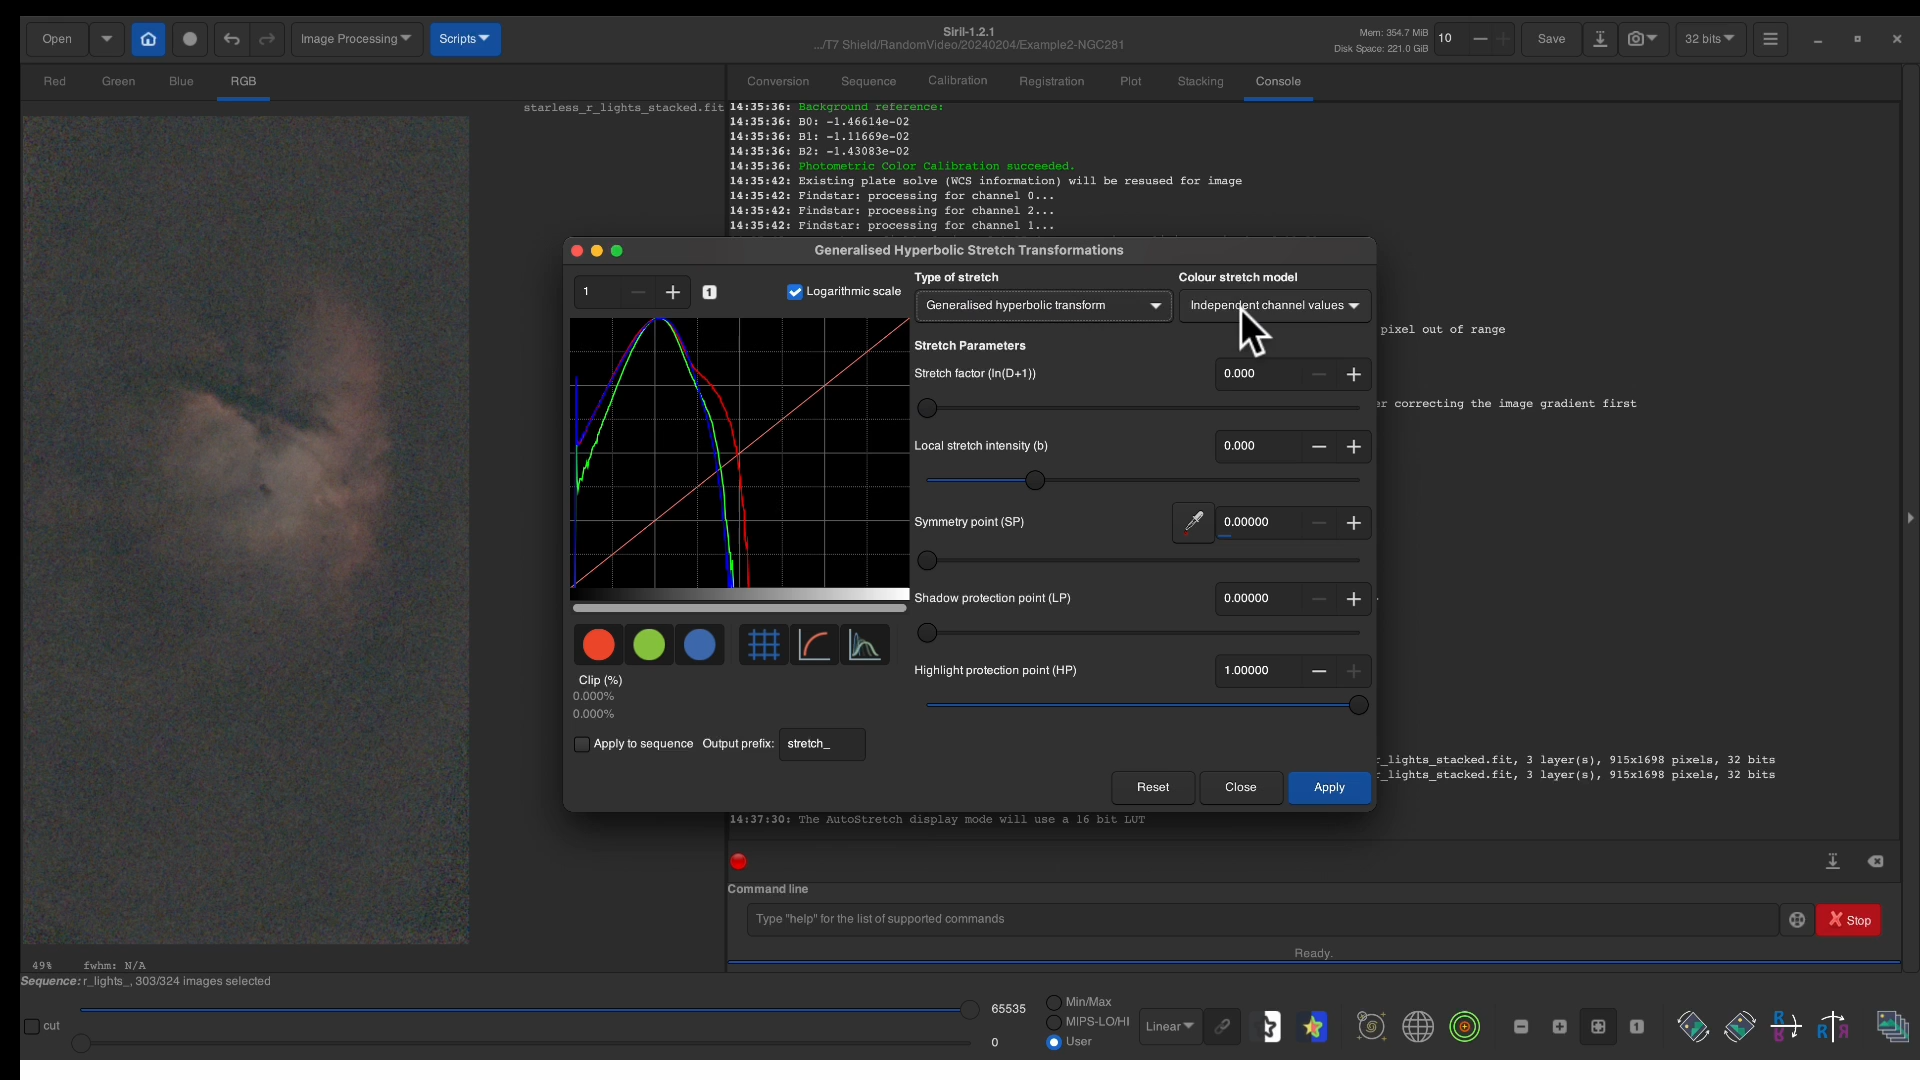 Open
Image Processing
Scripts
Siril-1.2.1
.../T7 Shield/RandomVideo/20240204/Example2-NGC281
Mem: 354.7 MiB
Disk Space: 221.0 GiB
10
Save
32 bits
Red
Green
Blue
RGB
Conversion
Sequence
Calibration
Registration
Plot
Stacking
Console
starless_r_lights_stacked.fit
14:35:36: Background reference:
14:35:36: B0: -1.46614e-02
14:35:36: B1: -1.11669e-02
14:35:36: B2: -1.43083e-02
14:35:36: Photometric Color Calibration succeeded.
14:35:42: Existing plate solve (WCS information) will be resused for image
14:35:42: Findstar: processing for channel 0...
14:35:42: Findstar: processing for channel 2...
14:35:42: Findstar: processing for channel 1...
pixel out of range
er correcting the image gradient first
r_lights_stacked.fit, 3 layer(s), 915x1698 pixels, 32 bits
r_lights_stacked.fit, 3 layer(s), 915x1698 pixels, 32 bits
14:37:30: The AutoStretch display mode will use a 16 bit LUT
Generalised Hyperbolic Stretch Transformations
1
1
Logarithmic scale
Type of stretch
Colour stretch model
Generalised hyperbolic transform
Independent channel values
Stretch Parameters
Stretch factor (ln(D+1))
0.000
Local stretch intensity (b)
0.000
Symmetry point (SP)
0.00000
Shadow protection point (LP)
0.00000
Highlight protection point (HP)
1.00000
Clip (%)
0.000%
0.000%
Apply to sequence
Output prefix:
stretch_
Reset
Close
Apply
Command line
Type "help" for the list of supported commands
Stop
Ready.
49%
fwhm: N/A
Sequence: r_lights_, 303/324 images selected
cut
65535
0
Min/Max
MIPS-LO/HI
User
Linear
1
R
R
R R